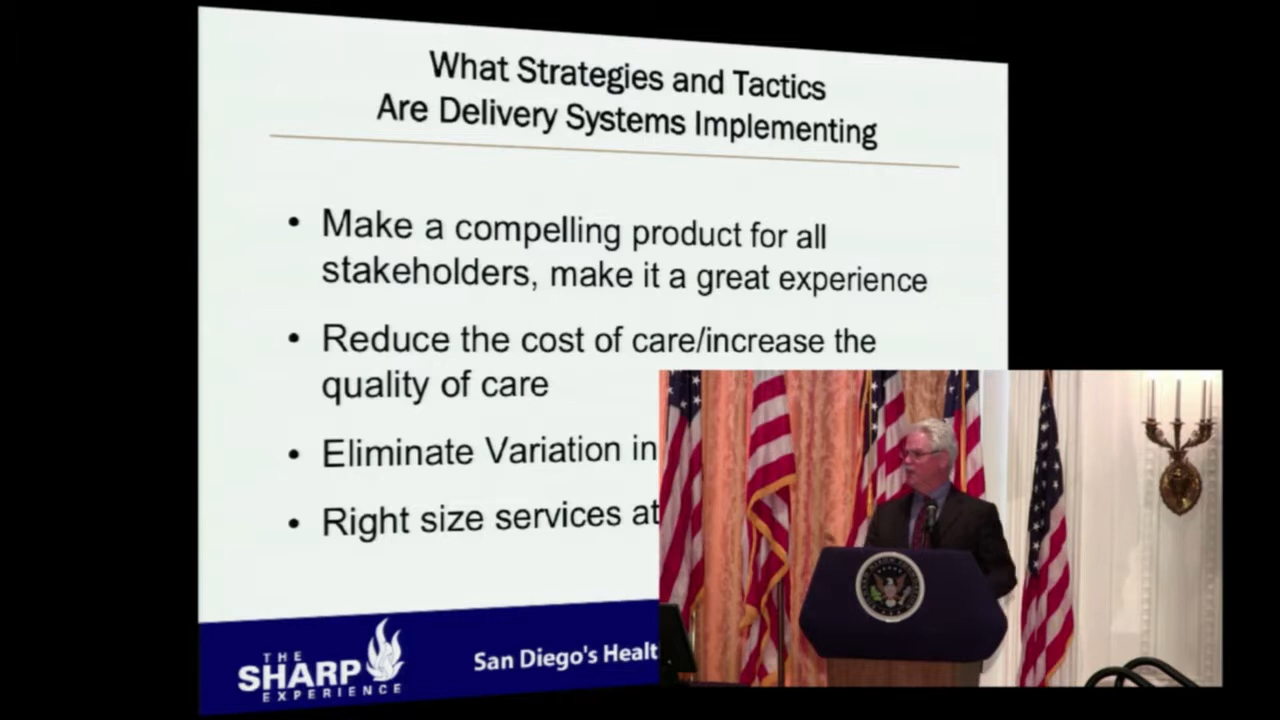 What Strategies and Tactics
Are Delivery Systems Implementing
• Make a compelling product for all
stakeholders, make it a great experience
• Reduce the cost of care/increase the
quality of care
• Eliminate Variation in
• Right size services at
THE
SHARP
EXPERIENCE
San Diego's Healt